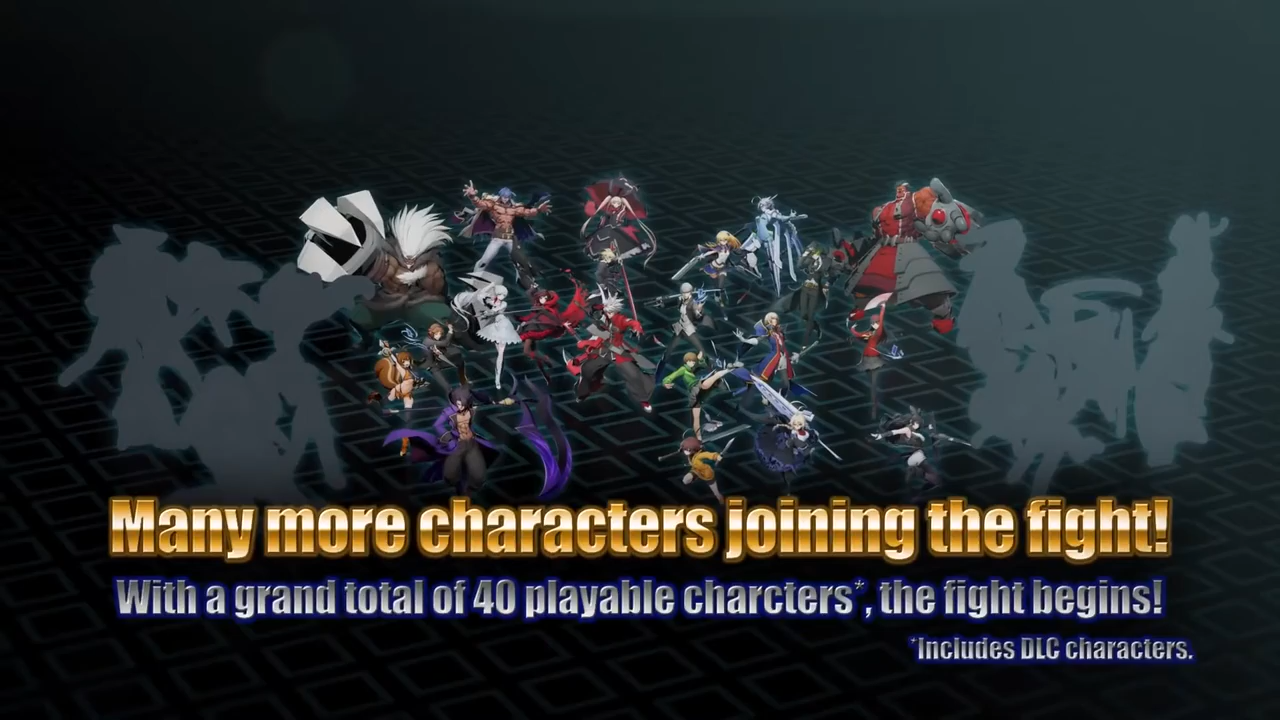 Many more characters joining the fight!
With a grand total of 40 playable charcters*, the fight begins!
*Includes DLC characters.